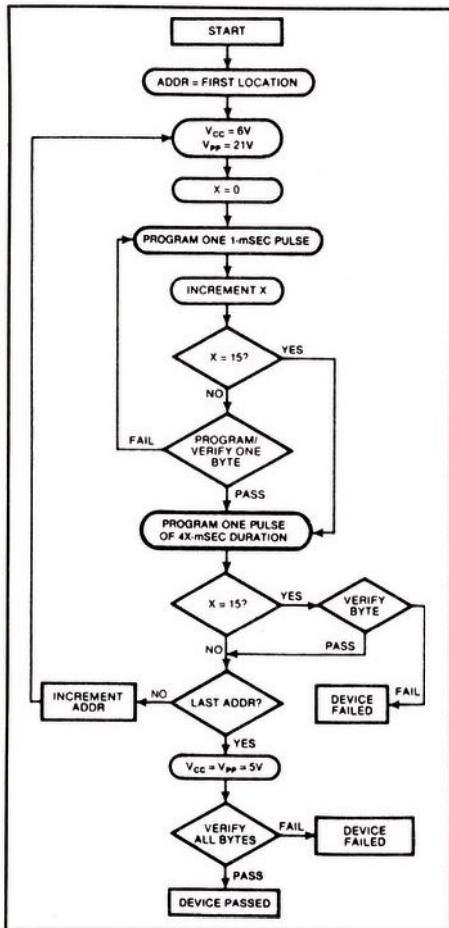 START
ADDR = FIRST LOCATION
VCC = 6V
VPP = 21V
X = 0
PROGRAM ONE 1-mSEC PULSE
INCREMENT X
X = 15?
YES
NO
PROGRAM/
VERIFY ONE
BYTE
FAIL
PASS
PROGRAM ONE PULSE
OF 4X-mSEC DURATION
X = 15?
YES
VERIFY
BYTE
NO
PASS
FAIL
DEVICE
FAILED
LAST ADDR?
NO
INCREMENT
ADDR
YES
VCC = VPP = 5V
VERIFY
ALL BYTES
FAIL
DEVICE
FAILED
PASS
DEVICE PASSED